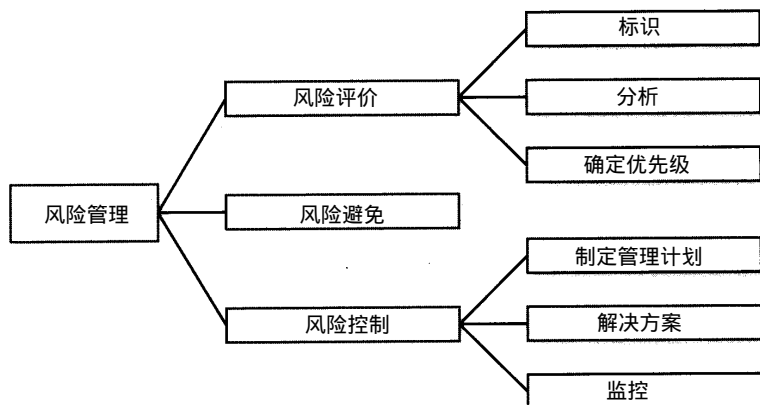 标识
风险评价
分析
确定优先级
风险管理
风险避免
制定管理计划
风险控制
解决方案
监控